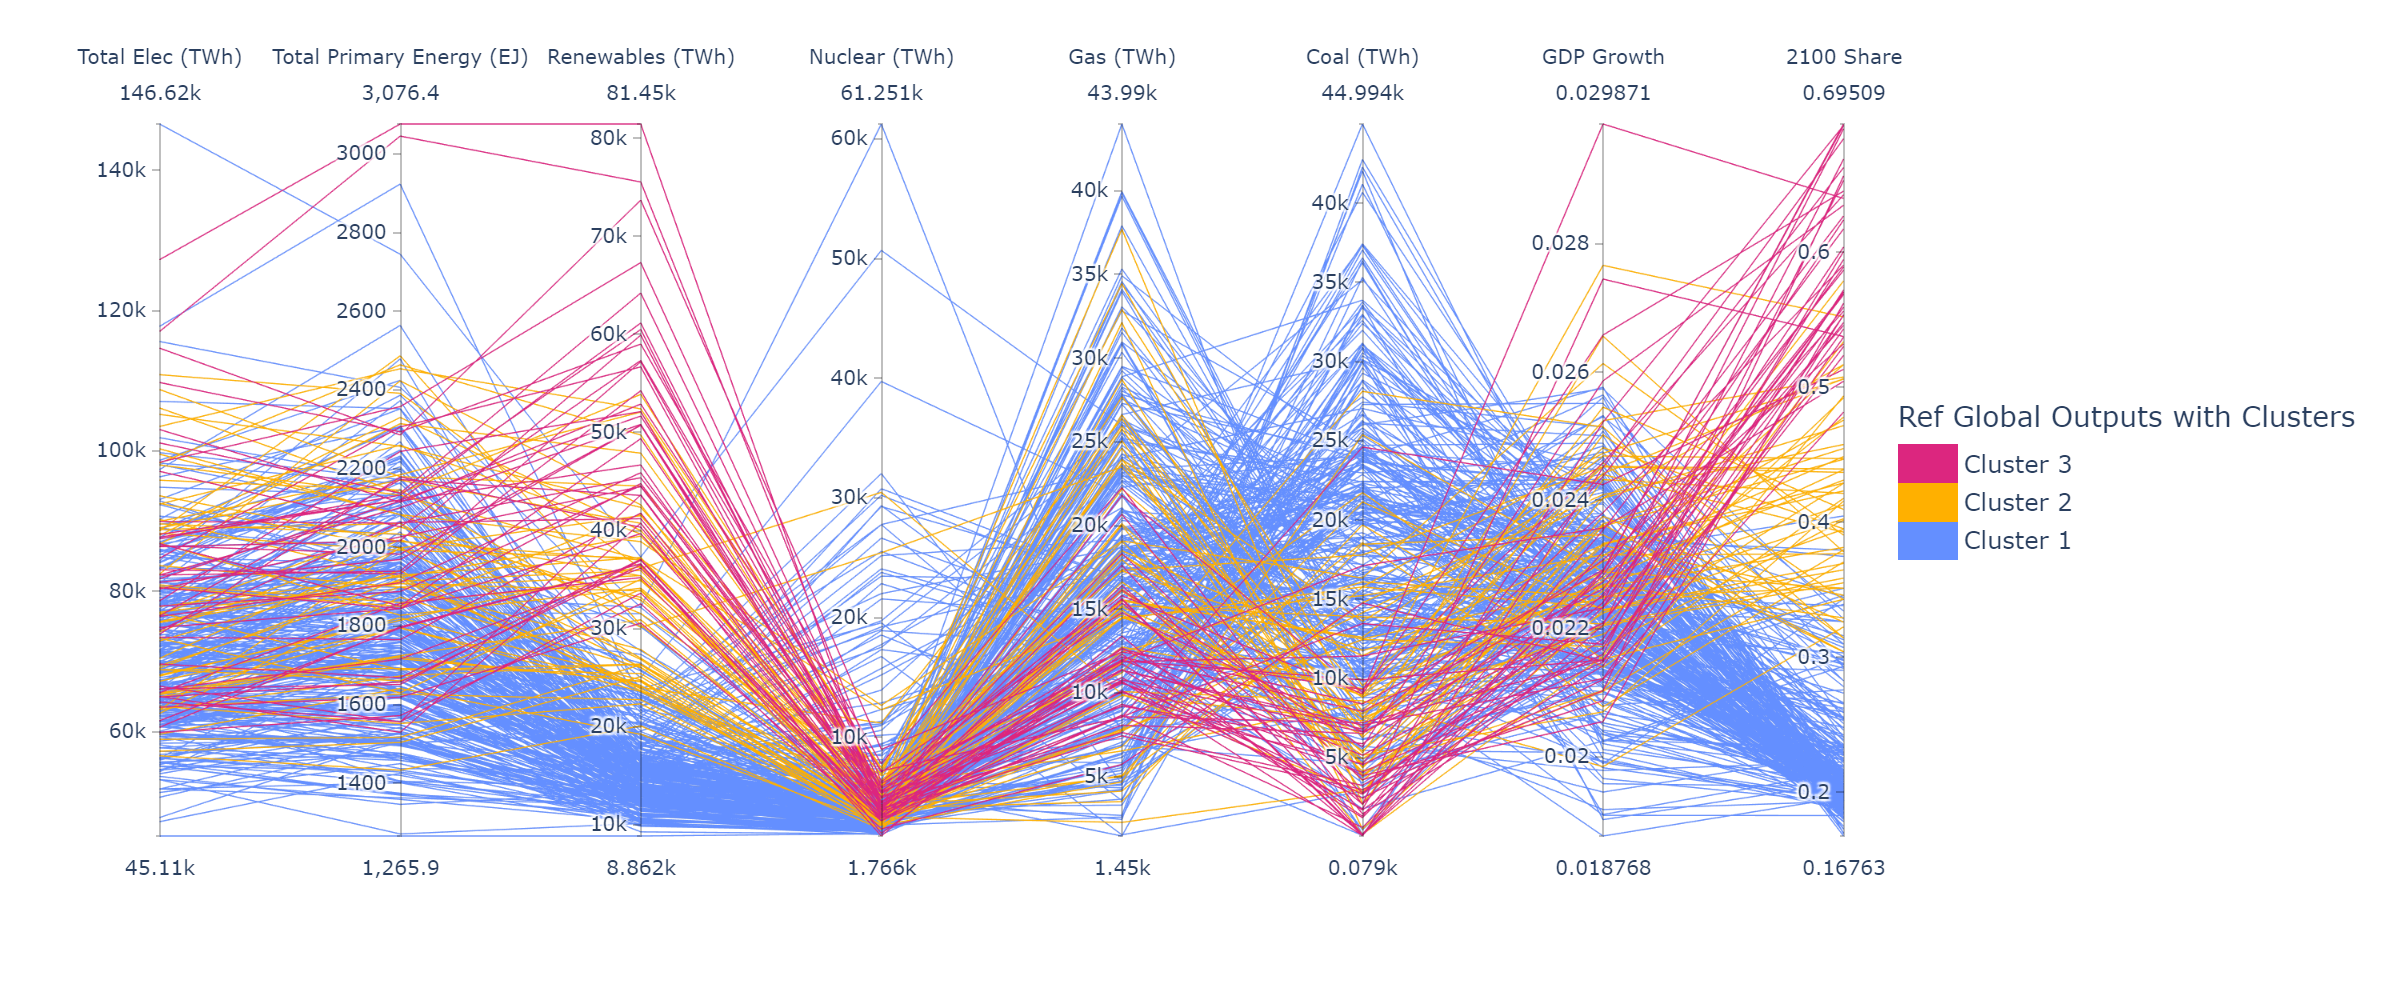 Total Elec (TWh) Total Primary Energy (EJ) Renewables (TWh) Nuclear (TWh) Gas (TWh) Coal (TWh) GDP Growth 2100 Share
146.62k 3,076.4 81.45k 61.251k 43.99k 44.994k 0.029871 0.69509
140k
120k
100k
80k
60k
3000
2800
2600
2400
2200
2000
1800
1600
1400
80k
70k
60k
50k
40k
30k
20k
10k
60k
50k
40k
30k
20k
10k
40k
35k
30k
25k
20k
15k
10k
5k
40k
35k
30k
25k
20k
15k
10k
5k
0.028
0.026
0.024
0.022
0.02
0.6
0.5
0.4
0.3
0.2
45.11k 1,265.9 8.862k 1.766k 1.45k 0.079k 0.018768 0.16763
Ref Global Outputs with Clusters
Cluster 3
Cluster 2
Cluster 1